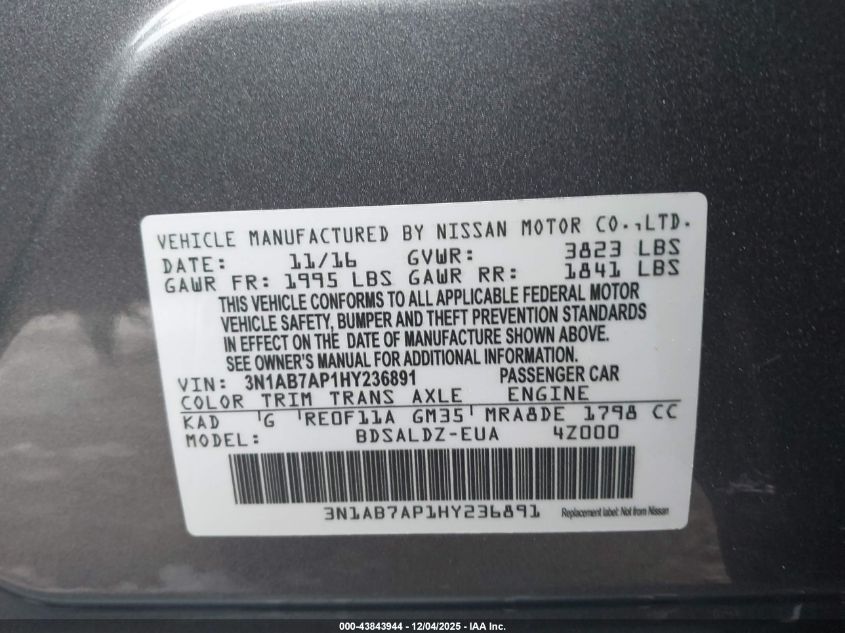 VEHICLE MANUFACTURED BY NISSAN MOTOR CO.,LTD.
DATE: 11/16 GVWR: 3823 LBS
GAWR FR: 1995 LBS GAWR RR: 1841 LBS
THIS VEHICLE CONFORMS TO ALL APPLICABLE FEDERAL MOTOR
VEHICLE SAFETY, BUMPER AND THEFT PREVENTION STANDARDS
IN EFFECT ON THE DATE OF MANUFACTURE SHOWN ABOVE.
SEE OWNER'S MANUAL FOR ADDITIONAL INFORMATION.
VIN: 3N1AB7AP1HY236891 PASSENGER CAR
COLOR TRIM TRANS AXLE ENGINE
KAD G RE0F11A GM35 MRA8DE 1798 CC
MODEL: BDSALDZ-EUA 4Z000
3N1AB7AP1HY236891 Replacement label: Not from Nissan
000-43843944 - 12/04/2025 - IAA Inc.